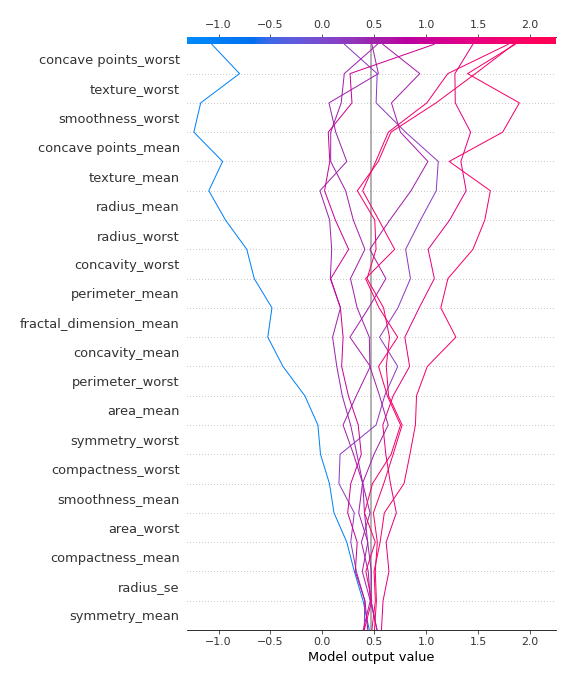 −1.0 −0.5 0.0 0.5 1.0 1.5 2.0
concave points_worst
texture_worst
smoothness_worst
concave points_mean
texture_mean
radius_mean
radius_worst
concavity_worst
perimeter_mean
fractal_dimension_mean
concavity_mean
perimeter_worst
area_mean
symmetry_worst
compactness_worst
smoothness_mean
area_worst
compactness_mean
radius_se
symmetry_mean
−1.0 −0.5 0.0 0.5 1.0 1.5 2.0
Model output value